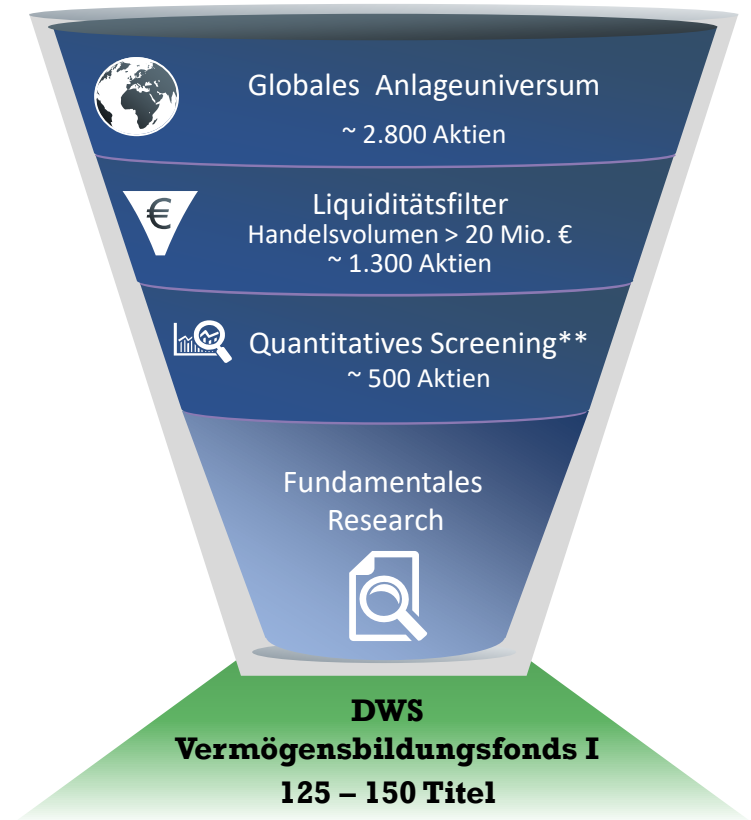 Globales Anlageuniversum
~ 2.800 Aktien
€
Liquiditätsfilter
Handelsvolumen > 20 Mio. €
~ 1.300 Aktien
Quantitatives Screening**
~ 500 Aktien
Fundamentales
Research
DWS
Vermögensbildungsfonds I
125 – 150 Titel